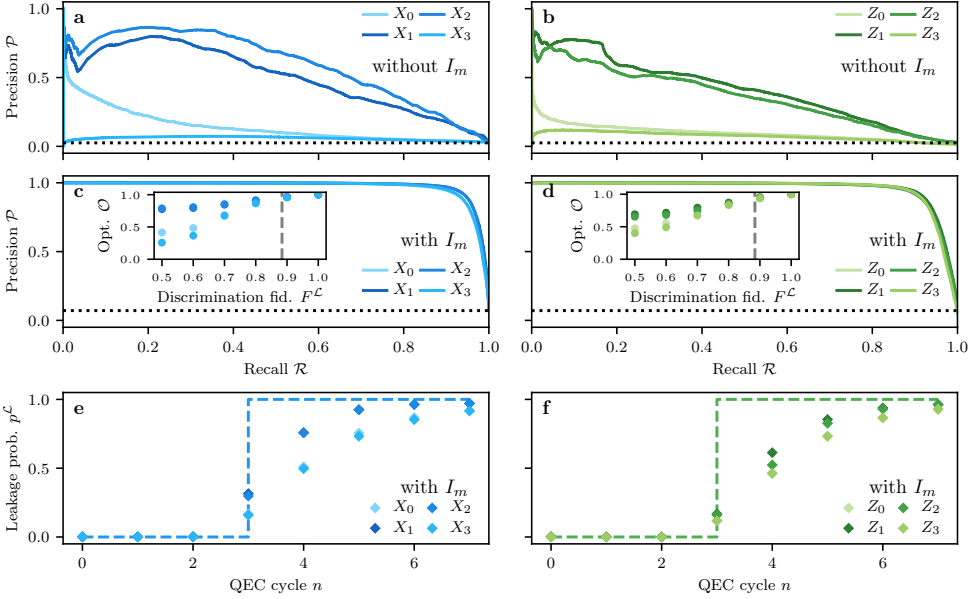 a
X₀ X₂
X₁ X₃
without Iₘ
Precision 𝒫
1.0
0.5
0.0
b
Z₀ Z₂
Z₁ Z₃
without Iₘ
c
1.0
0.5
0.0
Opt. 𝒪
0.5 0.6 0.7 0.8 0.9 1.0
Discrimination fid. F^ℒ
with Iₘ
X₀ X₂
X₁ X₃
Precision 𝒫
1.0
0.5
0.0
0.0 0.2 0.4 0.6 0.8 1.0
Recall ℛ
d
1.0
0.5
0.0
Opt. 𝒪
0.5 0.6 0.7 0.8 0.9 1.0
Discrimination fid. F^ℒ
with Iₘ
Z₀ Z₂
Z₁ Z₃
0.0 0.2 0.4 0.6 0.8 1.0
Recall ℛ
e
with Iₘ
X₀ X₂
X₁ X₃
Leakage prob. p^ℒ
1.0
0.5
0.0
0 2 4 6
QEC cycle n
f
with Iₘ
Z₀ Z₂
Z₁ Z₃
0 2 4 6
QEC cycle n